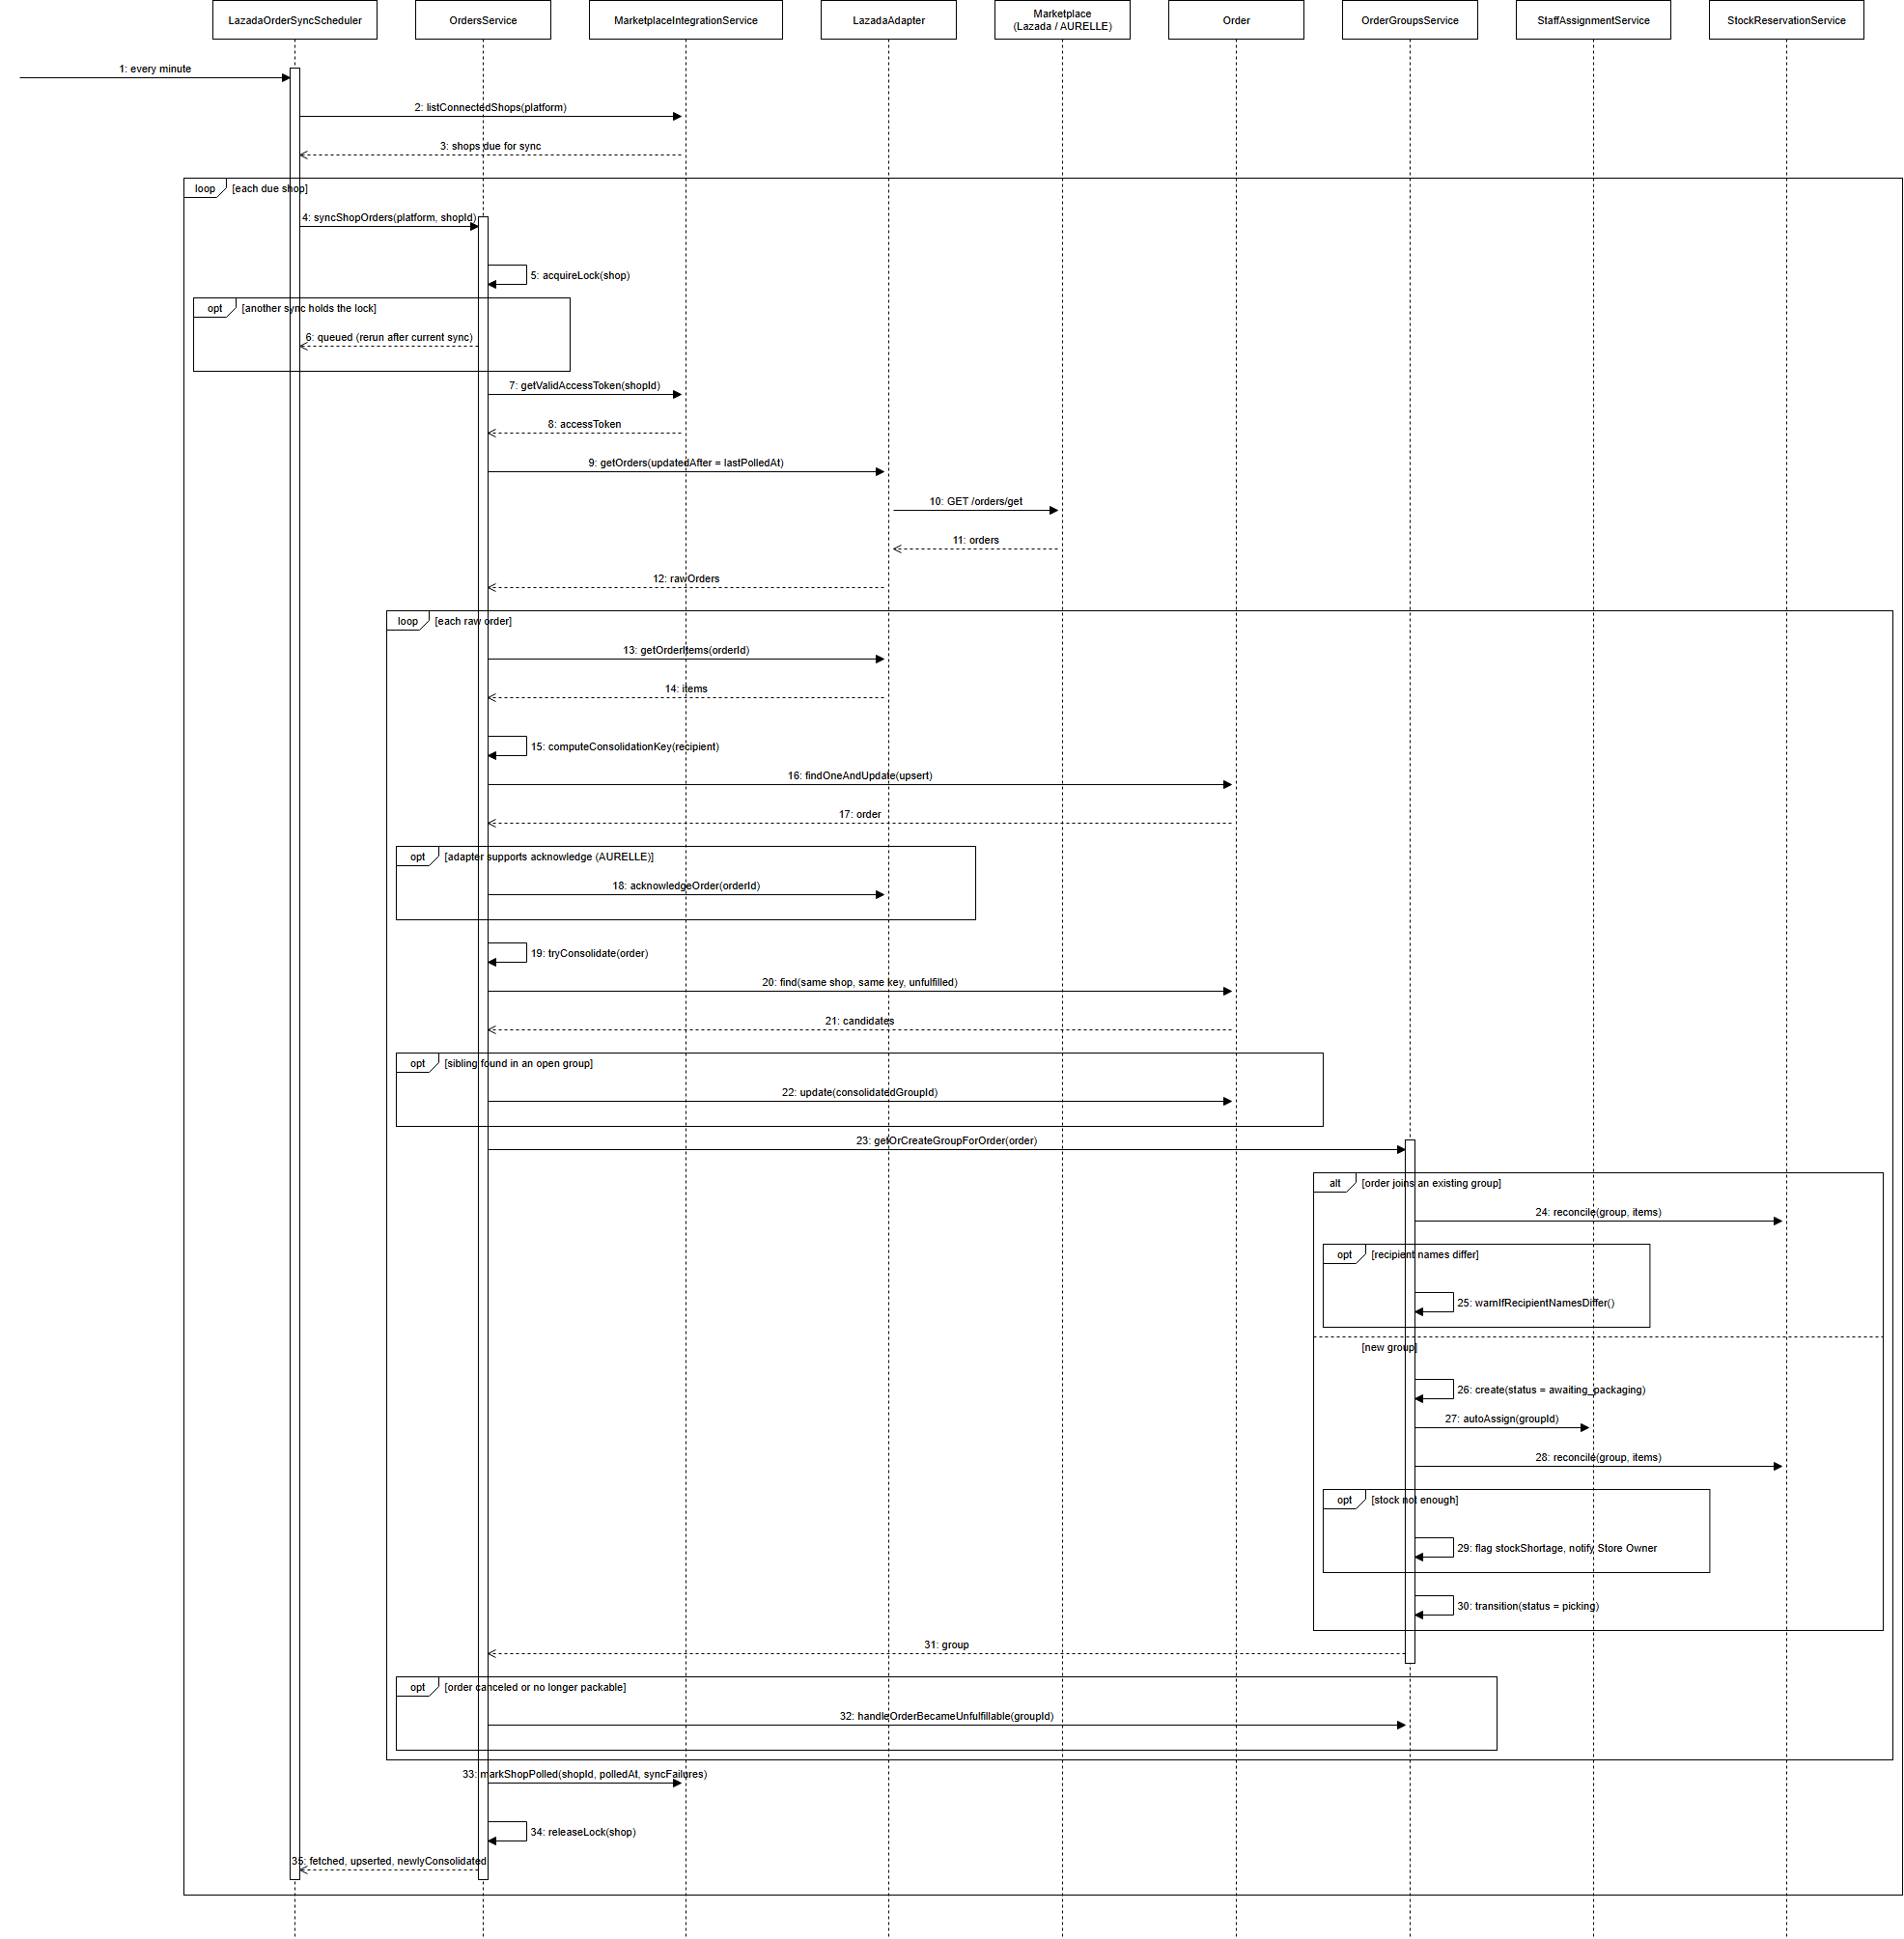 LazadaOrderSyncScheduler
OrdersService
MarketplaceIntegrationService
LazadaAdapter
Marketplace
(Lazada / AURELLE)
Order
OrderGroupsService
StaffAssignmentService
StockReservationService
1: every minute
2: listConnectedShops(platform)
3: shops due for sync
loop [each due shop]
4: syncShopOrders(platform, shopId)
5: acquireLock(shop)
opt [another sync holds the lock]
6: queued (rerun after current sync)
7: getValidAccessToken(shopId)
8: accessToken
9: getOrders(updatedAfter = lastPolledAt)
10: GET /orders/get
11: orders
12: rawOrders
loop [each raw order]
13: getOrderItems(orderId)
14: items
15: computeConsolidationKey(recipient)
16: findOneAndUpdate(upsert)
17: order
opt [adapter supports acknowledge (AURELLE)]
18: acknowledgeOrder(orderId)
19: tryConsolidate(order)
20: find(same shop, same key, unfulfilled)
21: candidates
opt [sibling found in an open group]
22: update(consolidatedGroupId)
23: getOrCreateGroupForOrder(order)
alt [order joins an existing group]
24: reconcile(group, items)
opt [recipient names differ]
25: warnIfRecipientNamesDiffer()
[new group]
26: create(status = awaiting_packaging)
27: autoAssign(groupId)
28: reconcile(group, items)
opt [stock not enough]
29: flag stockShortage, notify Store Owner
30: transition(status = picking)
31: group
opt [order canceled or no longer packable]
32: handleOrderBecameUnfulfillable(groupId)
33: markShopPolled(shopId, polledAt, syncFailures)
34: releaseLock(shop)
35: fetched, upserted, newlyConsolidated